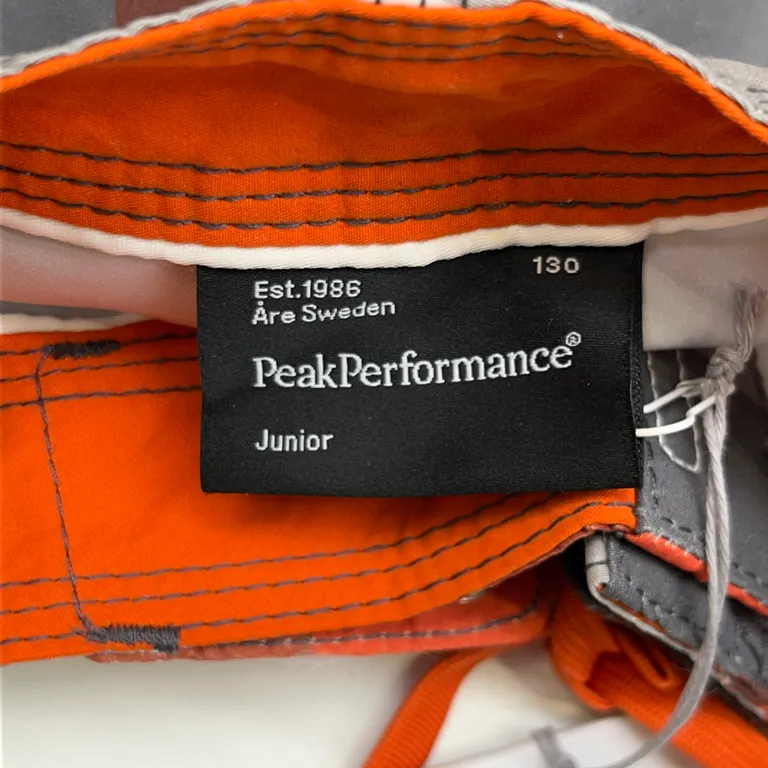 130
Est.1986
Åre Sweden
PeakPerformance®
Junior